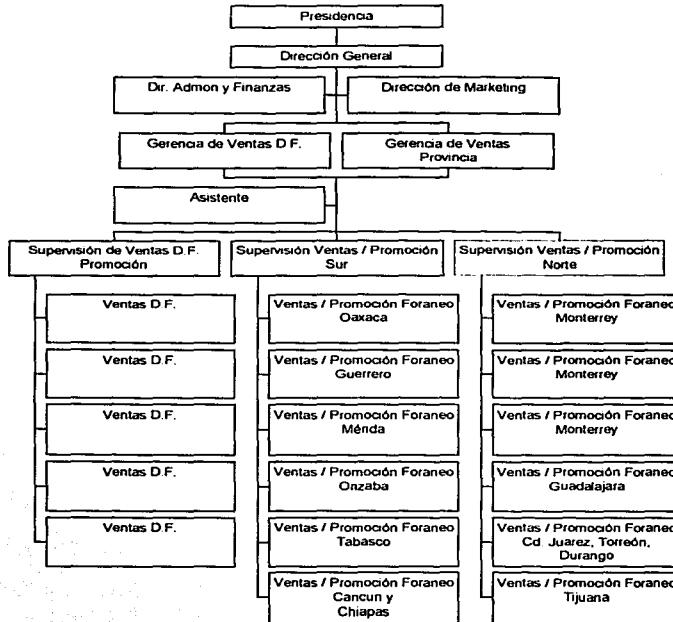 Presidencia
Dirección General
Dir. Admon y Finanzas
Dirección de Marketing
Gerencia de Ventas D.F.
Gerencia de Ventas
Provincia
Asistente
Supervisión de Ventas D.F.
Promoción
Supervisión Ventas / Promoción
Sur
Supervisión Ventas / Promoción
Norte
Ventas D.F.
Ventas D.F.
Ventas D.F.
Ventas D.F.
Ventas D.F.
Ventas / Promoción Foraneo
Oaxaca
Ventas / Promoción Foraneo
Guerrero
Ventas / Promoción Foraneo
Mérida
Ventas / Promoción Foraneo
Orizaba
Ventas / Promoción Foraneo
Tabasco
Ventas / Promoción Foraneo
Cancun y
Chiapas
Ventas / Promoción Foraneo
Monterrey
Ventas / Promoción Foraneo
Monterrey
Ventas / Promoción Foraneo
Monterrey
Ventas / Promoción Foraneo
Guadalajara
Ventas / Promoción Foraneo
Cd. Juarez, Torreón,
Durango
Ventas / Promoción Foraneo
Tijuana